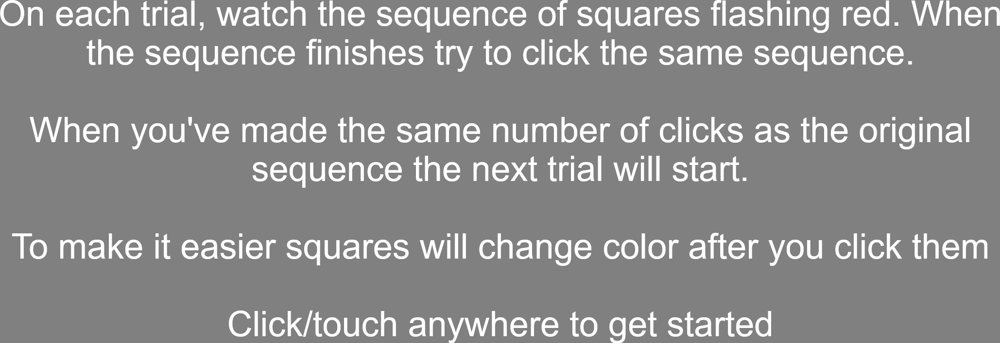 On each trial, watch the sequence of squares flashing red. When
the sequence finishes try to click the same sequence.
When you've made the same number of clicks as the original
sequence the next trial will start.
To make it easier squares will change color after you click them
Click/touch anywhere to get started